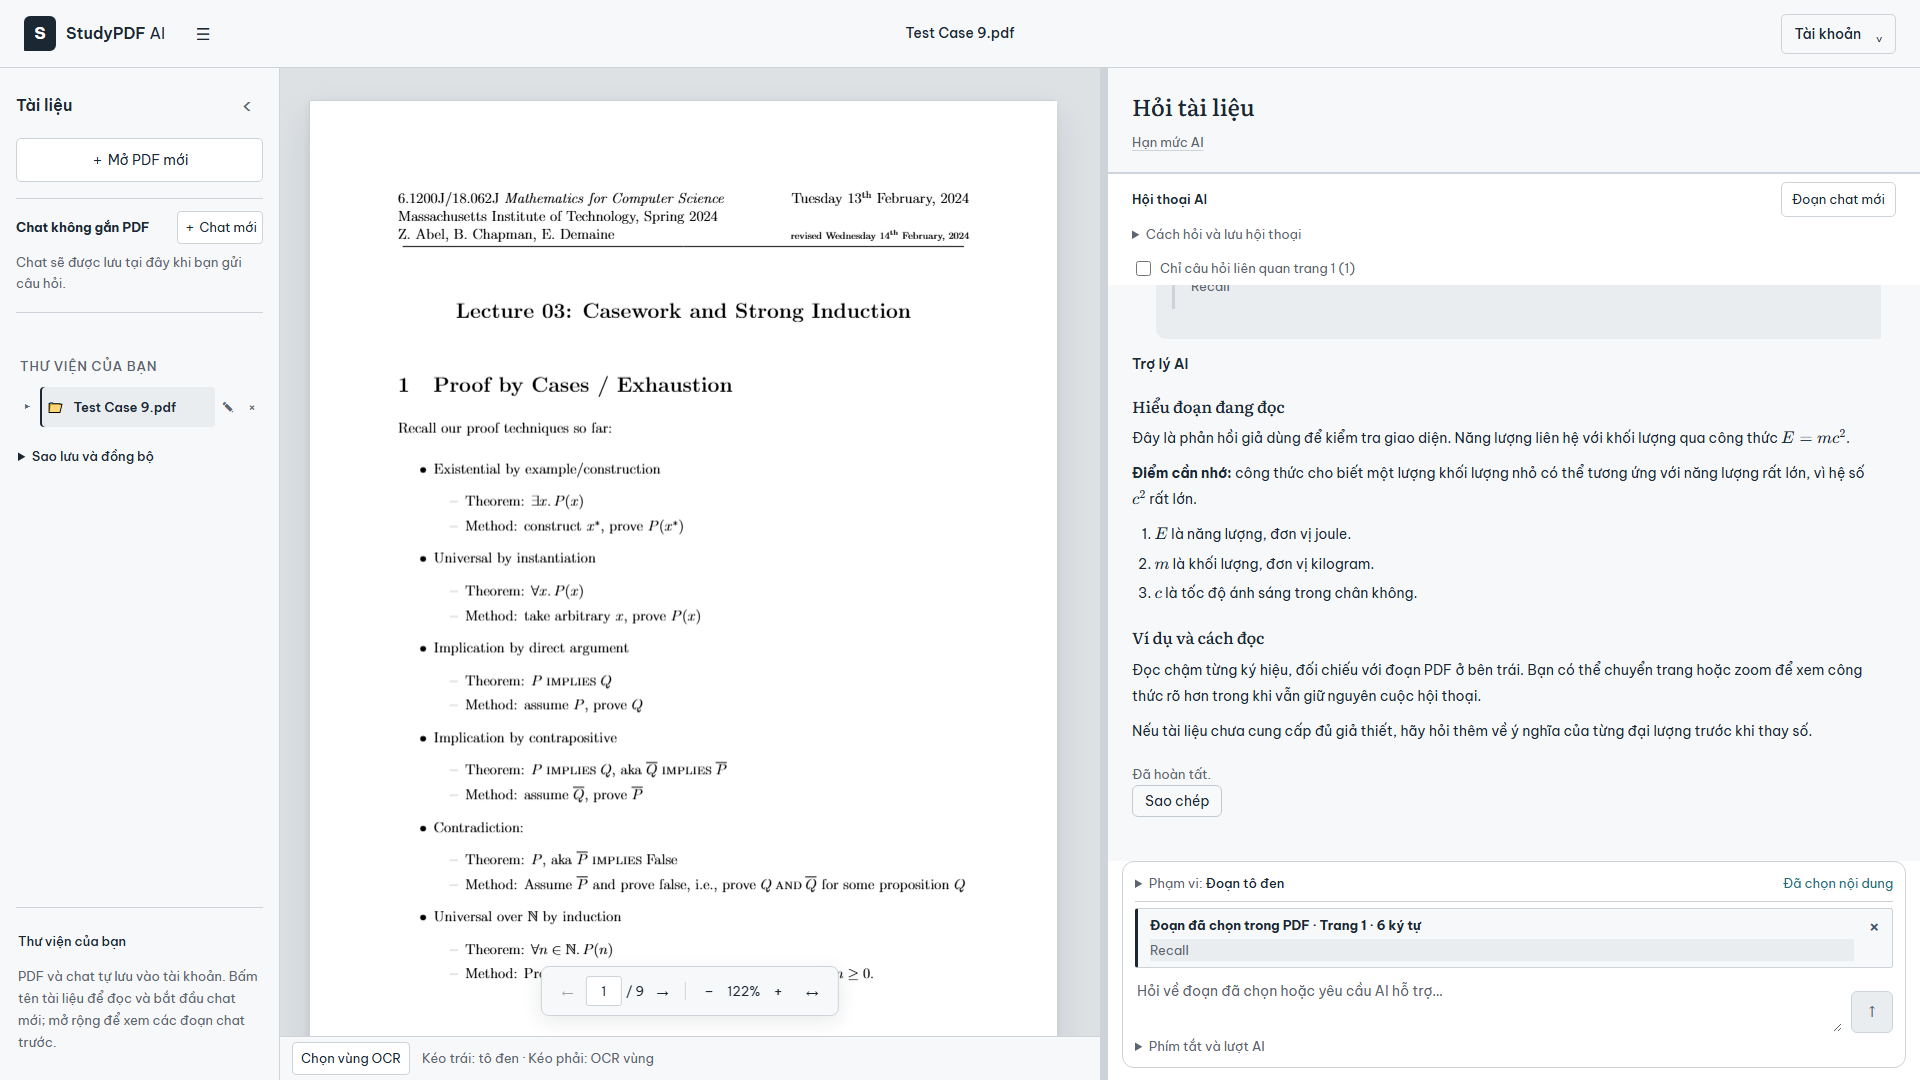 S StudyPDF AI ☰
Test Case 9.pdf
Tài khoản v
Tài liệu <
+ Mở PDF mới
Chat không gắn PDF
+ Chat mới
Chat sẽ được lưu tại đây khi bạn gửi
câu hỏi.
THƯ VIỆN CỦA BẠN
Test Case 9.pdf ×
Sao lưu và đồng bộ
Thư viện của bạn
PDF và chat tự lưu vào tài khoản. Bấm
tên tài liệu để đọc và bắt đầu chat
mới; mở rộng để xem các đoạn chat
trước.
6.1200J/18.062J Mathematics for Computer Science
Tuesday 13th February, 2024
Massachusetts Institute of Technology, Spring 2024
Z. Abel, B. Chapman, E. Demaine
revised Wednesday 14th February, 2024
Lecture 03: Casework and Strong Induction
1 Proof by Cases / Exhaustion
Recall our proof techniques so far:
• Existential by example/construction
– Theorem: ∃x. P(x)
– Method: construct x*, prove P(x*)
• Universal by instantiation
– Theorem: ∀x. P(x)
– Method: take arbitrary x, prove P(x)
• Implication by direct argument
– Theorem: P IMPLIES Q
– Method: assume P, prove Q
• Implication by contrapositive
– Theorem: P IMPLIES Q, aka Q̅ IMPLIES P̅
– Method: assume Q̅, prove P̅
• Contradiction:
– Theorem: P, aka P̅ IMPLIES False
– Method: Assume P̅ and prove false, i.e., prove Q AND Q̅ for some proposition Q
• Universal over ℕ by induction
– Theorem: ∀n ∈ ℕ. P(n)
– Method: n ≥ 0.
← 1 / 9 → − 122% + ↔
Chọn vùng OCR
Kéo trái: tô đen · Kéo phải: OCR vùng
Hỏi tài liệu
Hạn mức AI
Hội thoại AI
Đoạn chat mới
Cách hỏi và lưu hội thoại
Chỉ câu hỏi liên quan trang 1 (1)
Recall
Trợ lý AI
Hiểu đoạn đang đọc
Đây là phản hồi giả dùng để kiểm tra giao diện. Năng lượng liên hệ với khối lượng qua công thức E = mc².
Điểm cần nhớ: công thức cho biết một lượng khối lượng nhỏ có thể tương ứng với năng lượng rất lớn, vì hệ số
c² rất lớn.
1. E là năng lượng, đơn vị joule.
2. m là khối lượng, đơn vị kilogram.
3. c là tốc độ ánh sáng trong chân không.
Ví dụ và cách đọc
Đọc chậm từng ký hiệu, đối chiếu với đoạn PDF ở bên trái. Bạn có thể chuyển trang hoặc zoom để xem công
thức rõ hơn trong khi vẫn giữ nguyên cuộc hội thoại.
Nếu tài liệu chưa cung cấp đủ giả thiết, hãy hỏi thêm về ý nghĩa của từng đại lượng trước khi thay số.
Đã hoàn tất.
Sao chép
Phạm vi: Đoạn tô đen
Đã chọn nội dung
Đoạn đã chọn trong PDF · Trang 1 · 6 ký tự ×
Recall
Hỏi về đoạn đã chọn hoặc yêu cầu AI hỗ trợ...
↑
Phím tắt và lượt AI